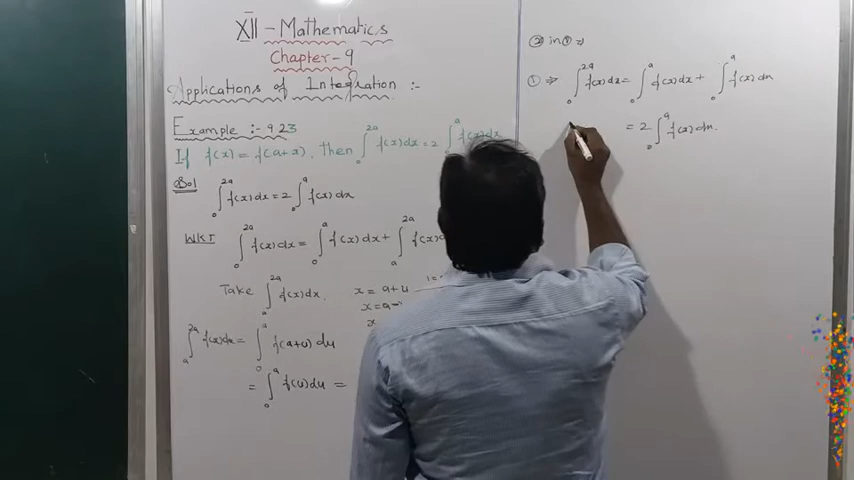 XII - Mathematics
Chapter - 9
Applications of Integration :-
Example :- 9.23
If f(x) = f(a+x), then ∫₀²ᵃ f(x) dx = 2 ∫ᵃ f(x) dx
Sol
∫₀²ᵃ f(x) dx = 2 ∫₀ᵃ f(x) dx
WKT ∫₀²ᵃ f(x) dx = ∫₀ᵃ f(x) dx + ∫ₐ²ᵃ f(x)
Take ∫ₐ²ᵃ f(x) dx. x = a+u
x = a
x
∫ₐ²ᵃ f(x) dx = ∫₀ᵃ f(a+u) du
= ∫₀ᵃ f(u) du =
② in ① ⇒
① ⇒ ∫₀²ᵃ f(x) dx = ∫₀ᵃ f(x) dx + ∫₀ᵃ f(x) dx
= 2 ∫₀ᵃ f(x) dx.